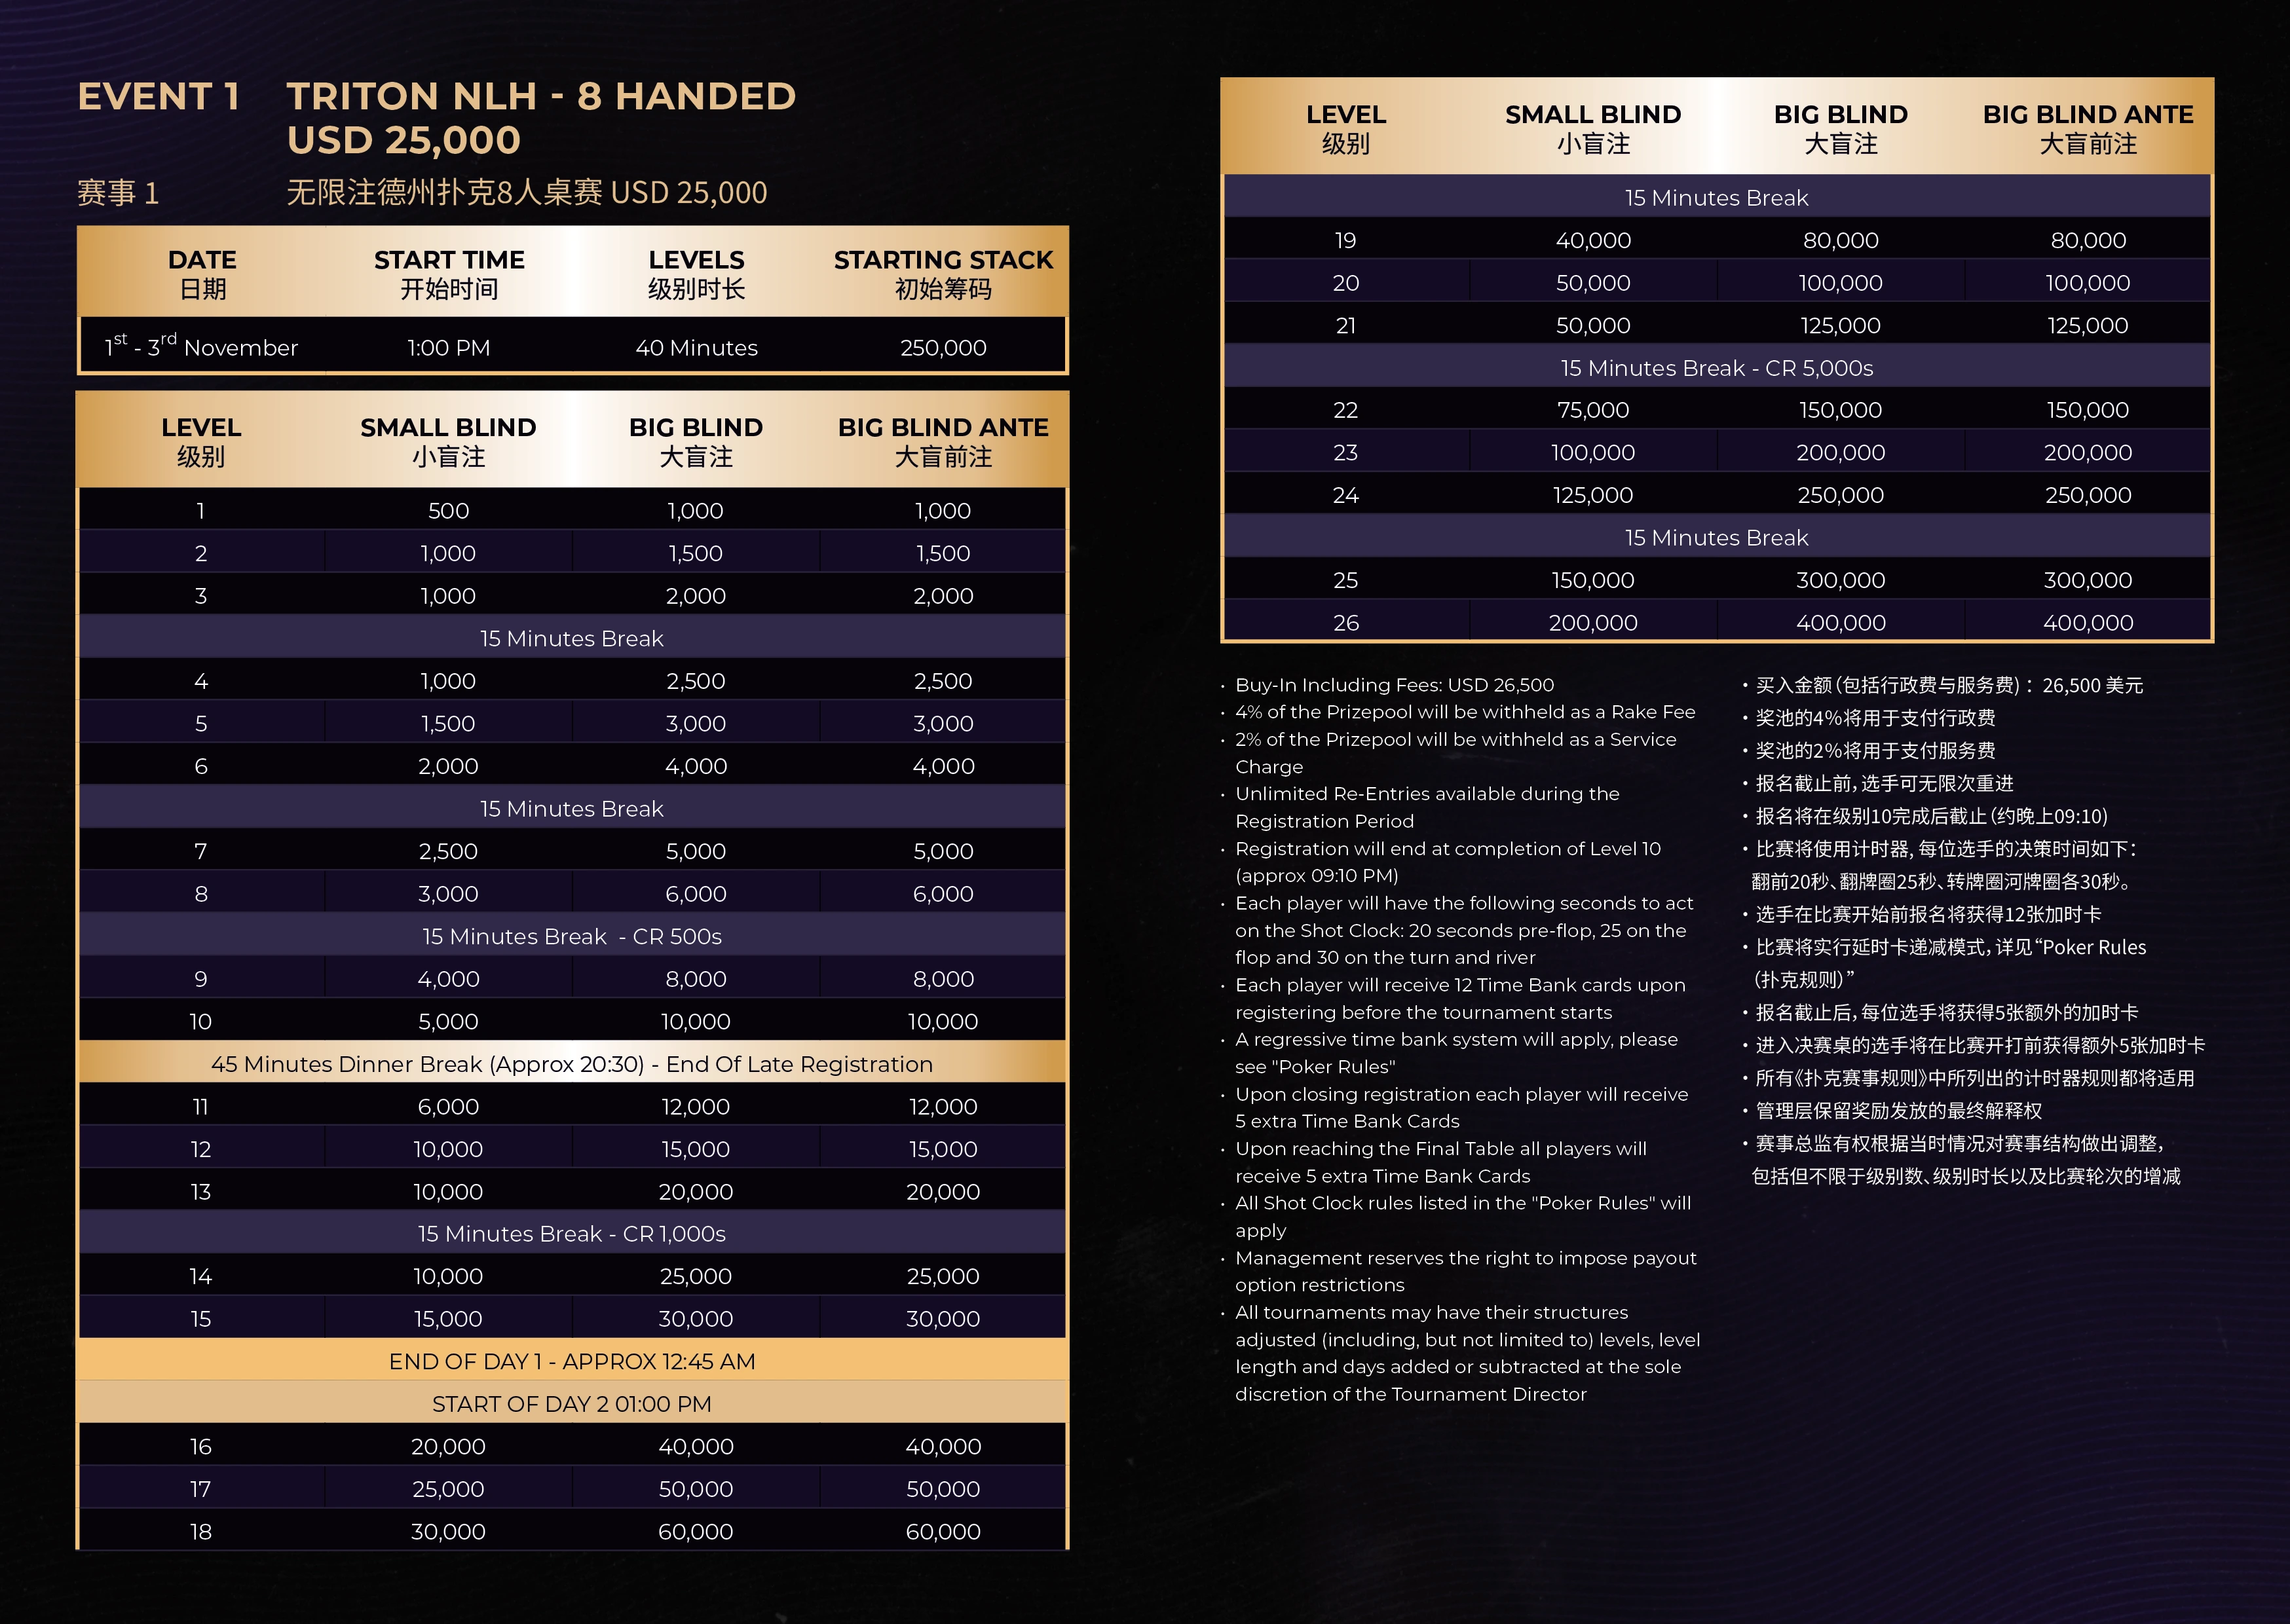 EVENT 1 TRITON NLH - 8 HANDED
USD 25,000
赛事 1 无限注德州扑克8人桌赛 USD 25,000
DATE START TIME LEVELS STARTING STACK
日期 开始时间 级别时长 初始筹码
1st - 3rd November 1:00 PM 40 Minutes 250,000
LEVEL SMALL BLIND BIG BLIND BIG BLIND ANTE
级别 小盲注 大盲注 大盲前注
1 500 1,000 1,000
2 1,000 1,500 1,500
3 1,000 2,000 2,000
15 Minutes Break
4 1,000 2,500 2,500
5 1,500 3,000 3,000
6 2,000 4,000 4,000
15 Minutes Break
7 2,500 5,000 5,000
8 3,000 6,000 6,000
15 Minutes Break - CR 500s
9 4,000 8,000 8,000
10 5,000 10,000 10,000
45 Minutes Dinner Break (Approx 20:30) - End Of Late Registration
11 6,000 12,000 12,000
12 10,000 15,000 15,000
13 10,000 20,000 20,000
15 Minutes Break - CR 1,000s
14 10,000 25,000 25,000
15 15,000 30,000 30,000
END OF DAY 1 - APPROX 12:45 AM
START OF DAY 2 01:00 PM
16 20,000 40,000 40,000
17 25,000 50,000 50,000
18 30,000 60,000 60,000
LEVEL SMALL BLIND BIG BLIND BIG BLIND ANTE
级别 小盲注 大盲注 大盲前注
15 Minutes Break
19 40,000 80,000 80,000
20 50,000 100,000 100,000
21 50,000 125,000 125,000
15 Minutes Break - CR 5,000s
22 75,000 150,000 150,000
23 100,000 200,000 200,000
24 125,000 250,000 250,000
15 Minutes Break
25 150,000 300,000 300,000
26 200,000 400,000 400,000
· Buy-In Including Fees: USD 26,500
· 4% of the Prizepool will be withheld as a Rake Fee
· 2% of the Prizepool will be withheld as a Service
Charge
· Unlimited Re-Entries available during the
Registration Period
· Registration will end at completion of Level 10
(approx 09:10 PM)
· Each player will have the following seconds to act
on the Shot Clock: 20 seconds pre-flop, 25 on the
flop and 30 on the turn and river
· Each player will receive 12 Time Bank cards upon
registering before the tournament starts
· A regressive time bank system will apply, please
see "Poker Rules"
· Upon closing registration each player will receive
5 extra Time Bank Cards
· Upon reaching the Final Table all players will
receive 5 extra Time Bank Cards
· All Shot Clock rules listed in the "Poker Rules" will
apply
· Management reserves the right to impose payout
option restrictions
· All tournaments may have their structures
adjusted (including, but not limited to) levels, level
length and days added or subtracted at the sole
discretion of the Tournament Director
· 买入金额（包括行政费与服务费）：26,500 美元
· 奖池的4%将用于支付行政费
· 奖池的2%将用于支付服务费
· 报名截止前，选手可无限次重进
· 报名将在级别10完成后截止（约晚上09:10）
· 比赛将使用计时器，每位选手的决策时间如下：
翻前20秒、翻牌圈25秒、转牌圈河牌圈各30秒。
· 选手在比赛开始前报名将获得12张加时卡
· 比赛将实行延时卡递减模式，详见“Poker Rules
（扑克规则）”
· 报名截止后，每位选手将获得5张额外的加时卡
· 进入决赛桌的选手将在比赛开打前获得额外5张加时卡
· 所有《扑克赛事规则》中所列出的计时器规则都将适用
· 管理层保留奖励发放的最终解释权
· 赛事总监有权根据当时情况对赛事结构做出调整，
包括但不限于级别数、级别时长以及比赛轮次的增减